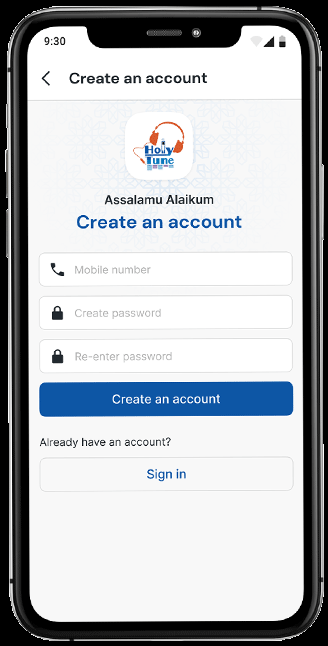 9:30
Create an account
Holy
Tune
Assalamu Alaikum
Create an account
Mobile number
Create password
Re-enter password
Create an account
Already have an account?
Sign in